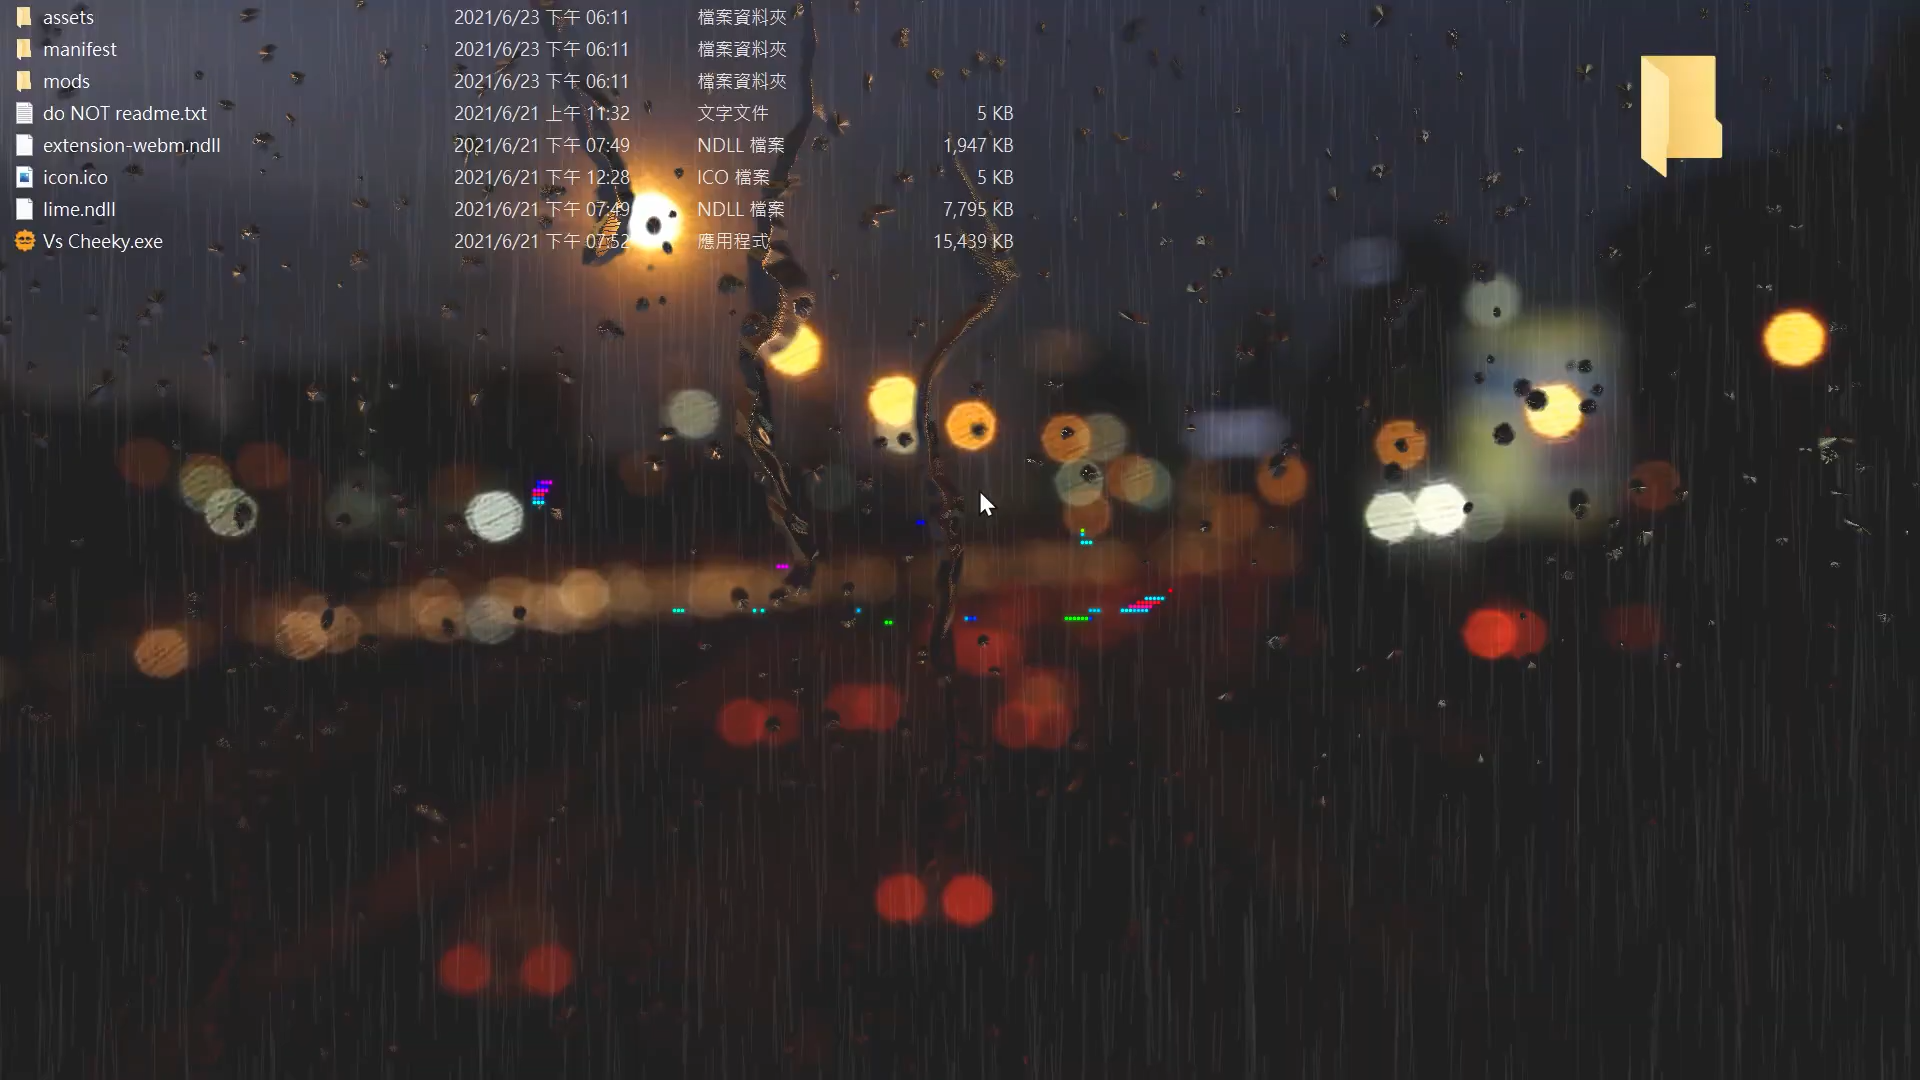 assets 2021/6/23 下午 06:11 檔案資料夾
manifest 2021/6/23 下午 06:11 檔案資料夾
mods 2021/6/23 下午 06:11 檔案資料夾
do NOT readme.txt 2021/6/21 上午 11:32 文字文件 5 KB
extension-webm.ndll 2021/6/21 下午 07:49 NDLL 檔案 1,947 KB
icon.ico 2021/6/21 下午 12:28 ICO 檔案 5 KB
lime.ndll 2021/6/21 下午 07:49 NDLL 檔案 7,795 KB
Vs Cheeky.exe 2021/6/21 下午 07:52 應用程式 15,439 KB